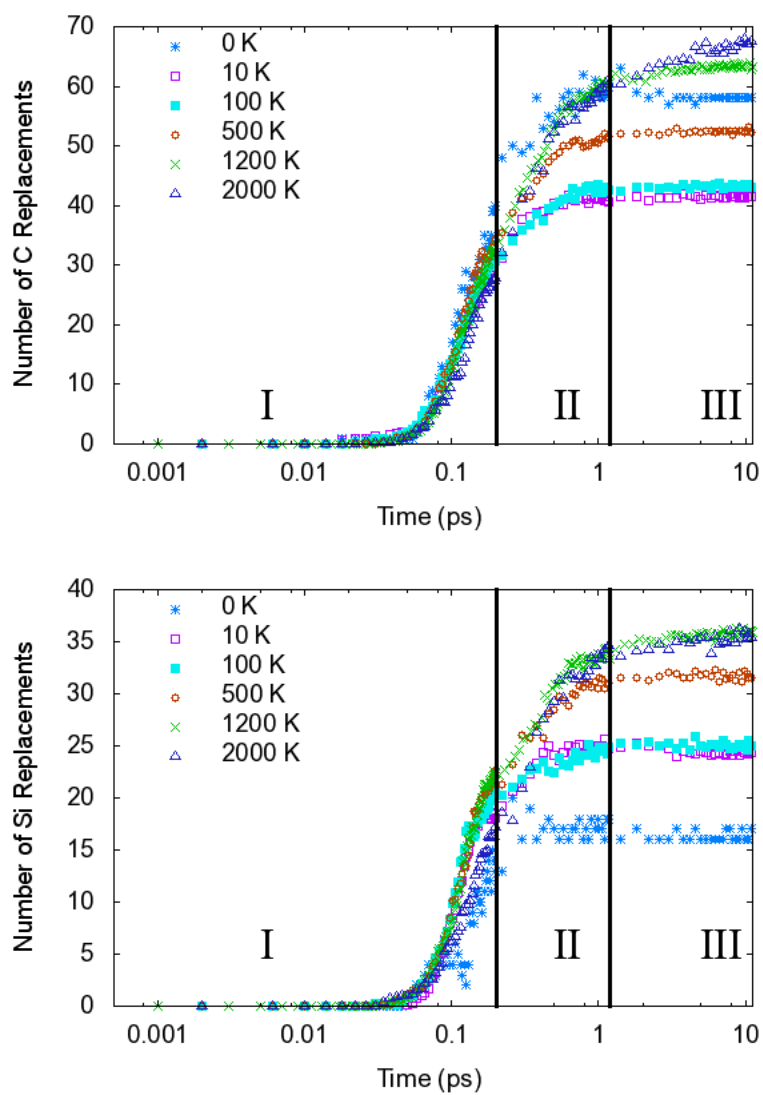 70
60
50
40
30
20
10
0
Number of C Replacements
0 K
10 K
100 K
500 K
1200 K
2000 K
I
II
III
0.001
0.01
0.1
1
10
Time (ps)
40
35
30
25
20
15
10
5
0
Number of Si Replacements
0 K
10 K
100 K
500 K
1200 K
2000 K
I
II
III
0.001
0.01
0.1
1
10
Time (ps)